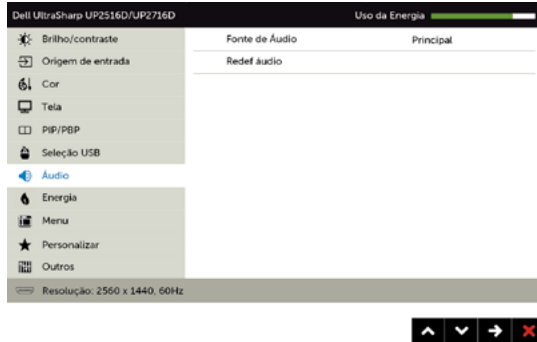 Dell UltraSharp UP2516D/UP2716D Uso da Energia
Brilho/contraste Fonte de Áudio Principal
Origem de entrada Redef áudio
Cor
Tela
PIP/PBP
Seleção USB
Áudio
Energia
Menu
Personalizar
Outros
Resolução: 2560 x 1440, 60Hz